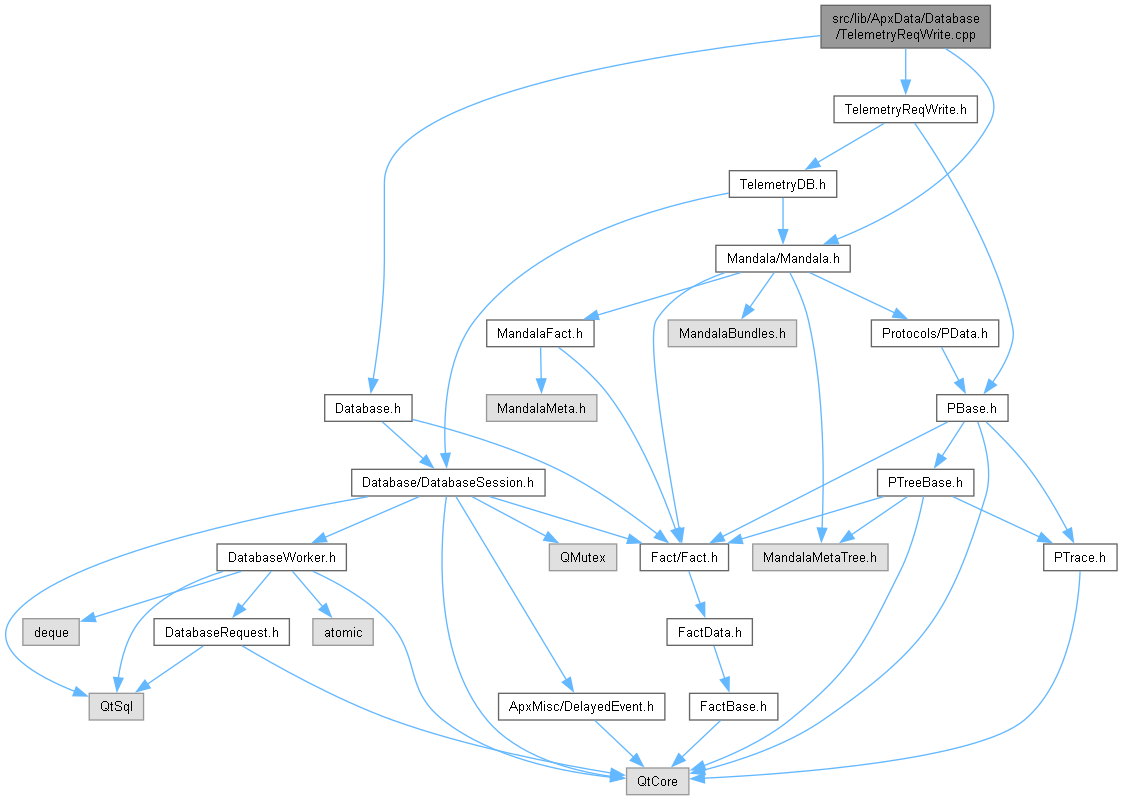 src/lib/ApxData/Database
/TelemetryReqWrite.cpp
TelemetryReqWrite.h
TelemetryDB.h
Mandala/Mandala.h
MandalaFact.h
MandalaBundles.h
Protocols/PData.h
Database.h
MandalaMeta.h
PBase.h
Database/DatabaseSession.h
PTreeBase.h
DatabaseWorker.h
QMutex
Fact/Fact.h
MandalaMetaTree.h
PTrace.h
deque
DatabaseRequest.h
atomic
FactData.h
QtSql
ApxMisc/DelayedEvent.h
FactBase.h
QtCore